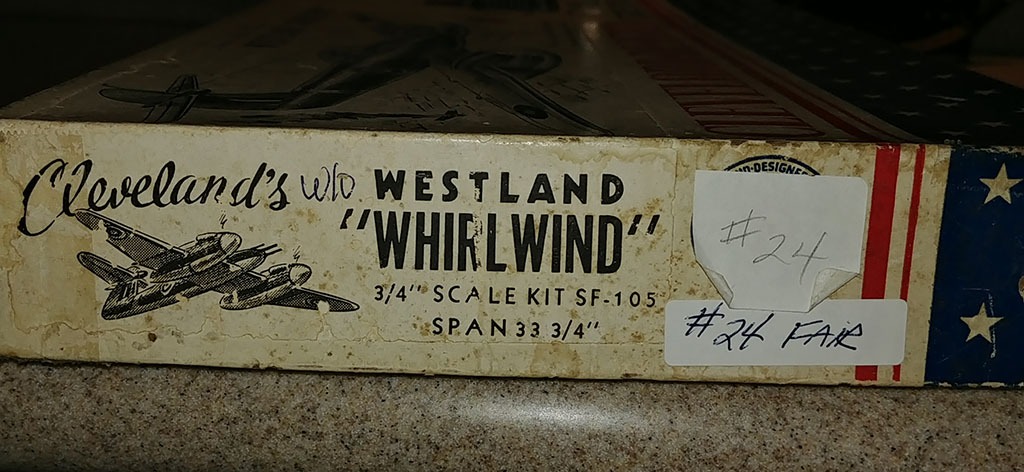 Cleveland's w/o WESTLAND
"WHIRLWIND"
3/4" SCALE KIT SF-105
SPAN 33 3/4"
#24
#24 FAIR